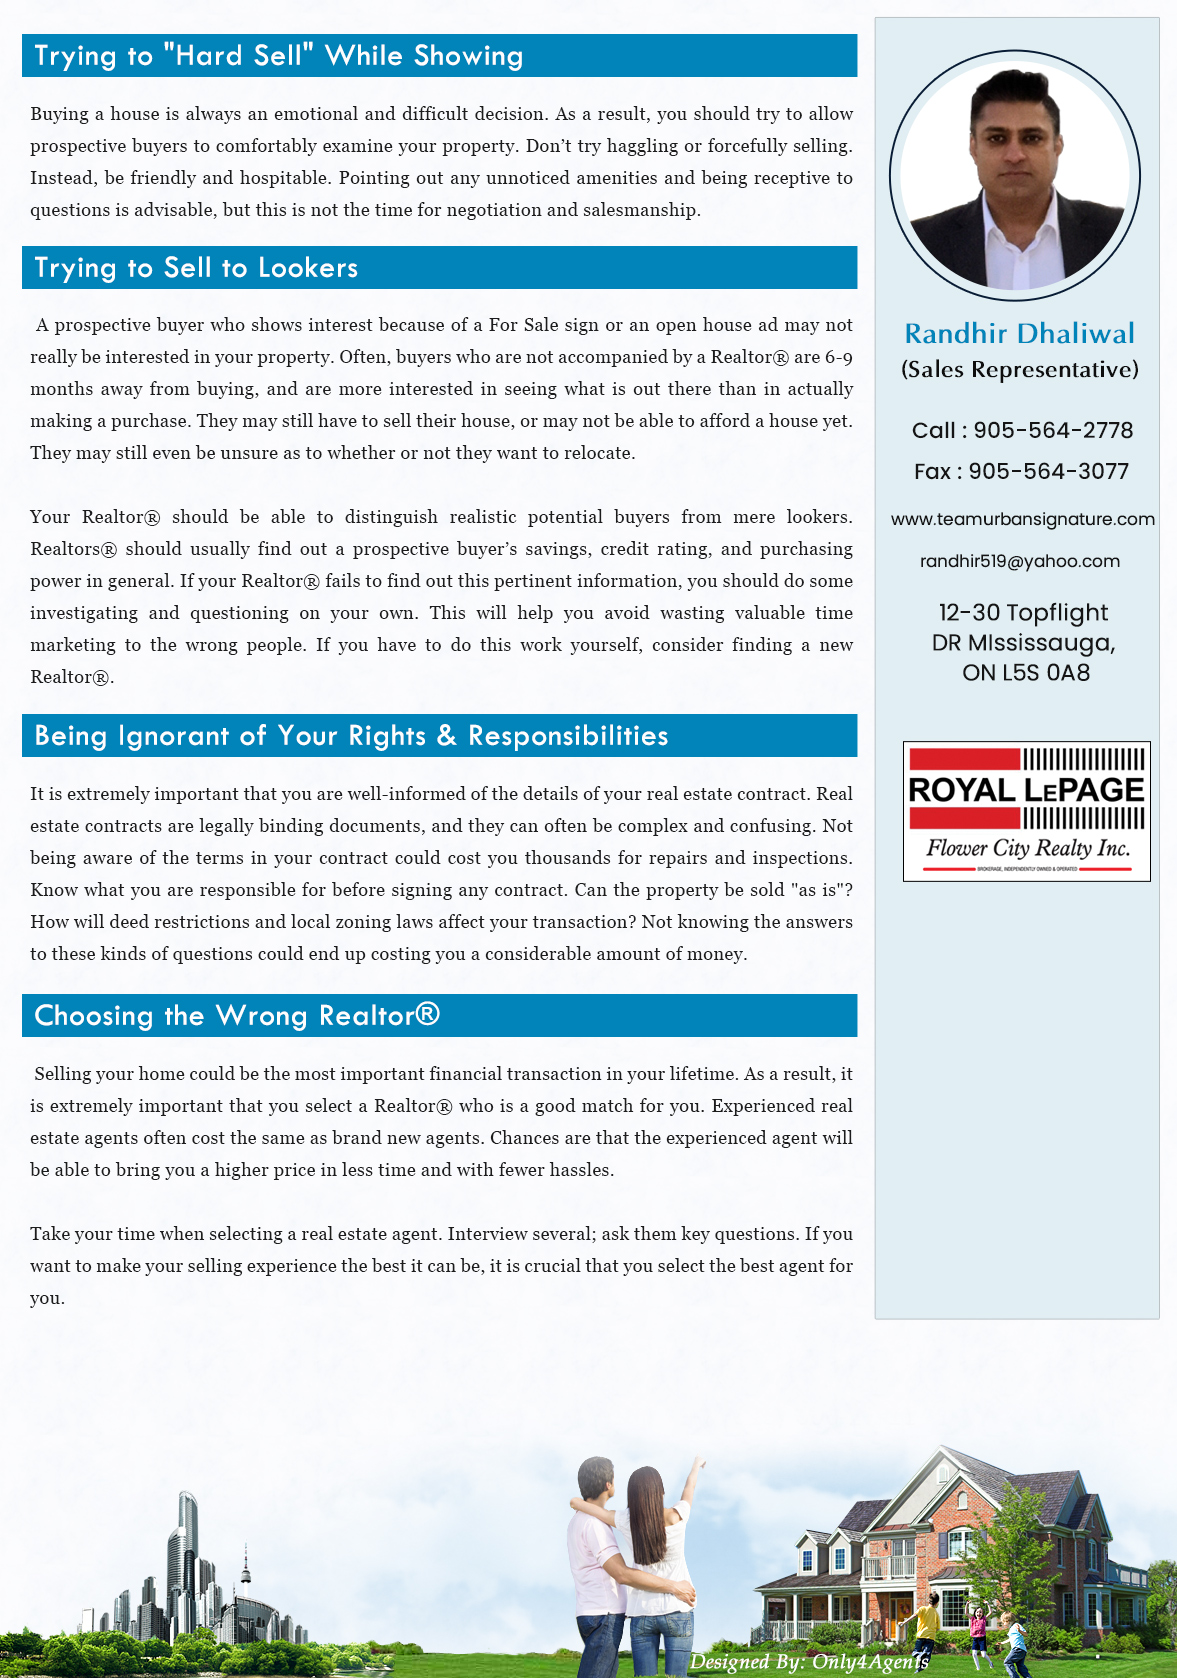 Trying to "Hard Sell" While Showing
Buying a house is always an emotional and difficult decision. As a result, you should try to allow
prospective buyers to comfortably examine your property. Don’t try haggling or forcefully selling.
Instead, be friendly and hospitable. Pointing out any unnoticed amenities and being receptive to
questions is advisable, but this is not the time for negotiation and salesmanship.
Trying to Sell to Lookers
A prospective buyer who shows interest because of a For Sale sign or an open house ad may not
really be interested in your property. Often, buyers who are not accompanied by a Realtor® are 6-9
months away from buying, and are more interested in seeing what is out there than in actually
making a purchase. They may still have to sell their house, or may not be able to afford a house yet.
They may still even be unsure as to whether or not they want to relocate.
Your Realtor® should be able to distinguish realistic potential buyers from mere lookers.
Realtors® should usually find out a prospective buyer’s savings, credit rating, and purchasing
power in general. If your Realtor® fails to find out this pertinent information, you should do some
investigating and questioning on your own. This will help you avoid wasting valuable time
marketing to the wrong people. If you have to do this work yourself, consider finding a new
Realtor®.
Being Ignorant of Your Rights & Responsibilities
It is extremely important that you are well-informed of the details of your real estate contract. Real
estate contracts are legally binding documents, and they can often be complex and confusing. Not
being aware of the terms in your contract could cost you thousands for repairs and inspections.
Know what you are responsible for before signing any contract. Can the property be sold "as is"?
How will deed restrictions and local zoning laws affect your transaction? Not knowing the answers
to these kinds of questions could end up costing you a considerable amount of money.
Choosing the Wrong Realtor®
Selling your home could be the most important financial transaction in your lifetime. As a result, it
is extremely important that you select a Realtor® who is a good match for you. Experienced real
estate agents often cost the same as brand new agents. Chances are that the experienced agent will
be able to bring you a higher price in less time and with fewer hassles.
Take your time when selecting a real estate agent. Interview several; ask them key questions. If you
want to make your selling experience the best it can be, it is crucial that you select the best agent for
you.
Randhir Dhaliwal
(Sales Representative)
Call : 905-564-2778
Fax : 905-564-3077
www.teamurbansignature.com
randhir519@yahoo.com
12-30 Topflight
DR MIssissauga,
ON L5S 0A8
ROYAL LEPAGE
Flower City Realty Inc.
BROKERAGE, INDEPENDENTLY OWNED & OPERATED
Designed By: Only4Agents